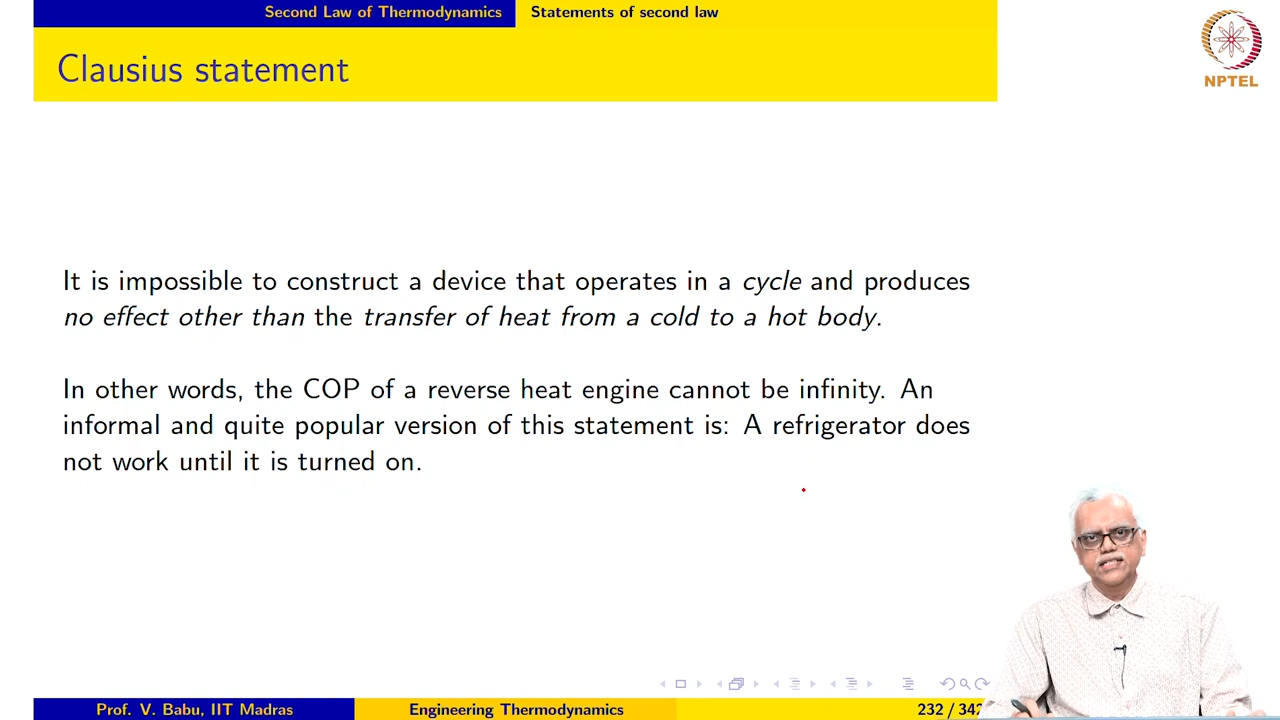 Second Law of Thermodynamics Statements of second law
Clausius statement
NPTEL
It is impossible to construct a device that operates in a cycle and produces
no effect other than the transfer of heat from a cold to a hot body.
In other words, the COP of a reverse heat engine cannot be infinity. An
informal and quite popular version of this statement is: A refrigerator does
not work until it is turned on.
Prof. V. Babu, IIT Madras Engineering Thermodynamics 232 / 342